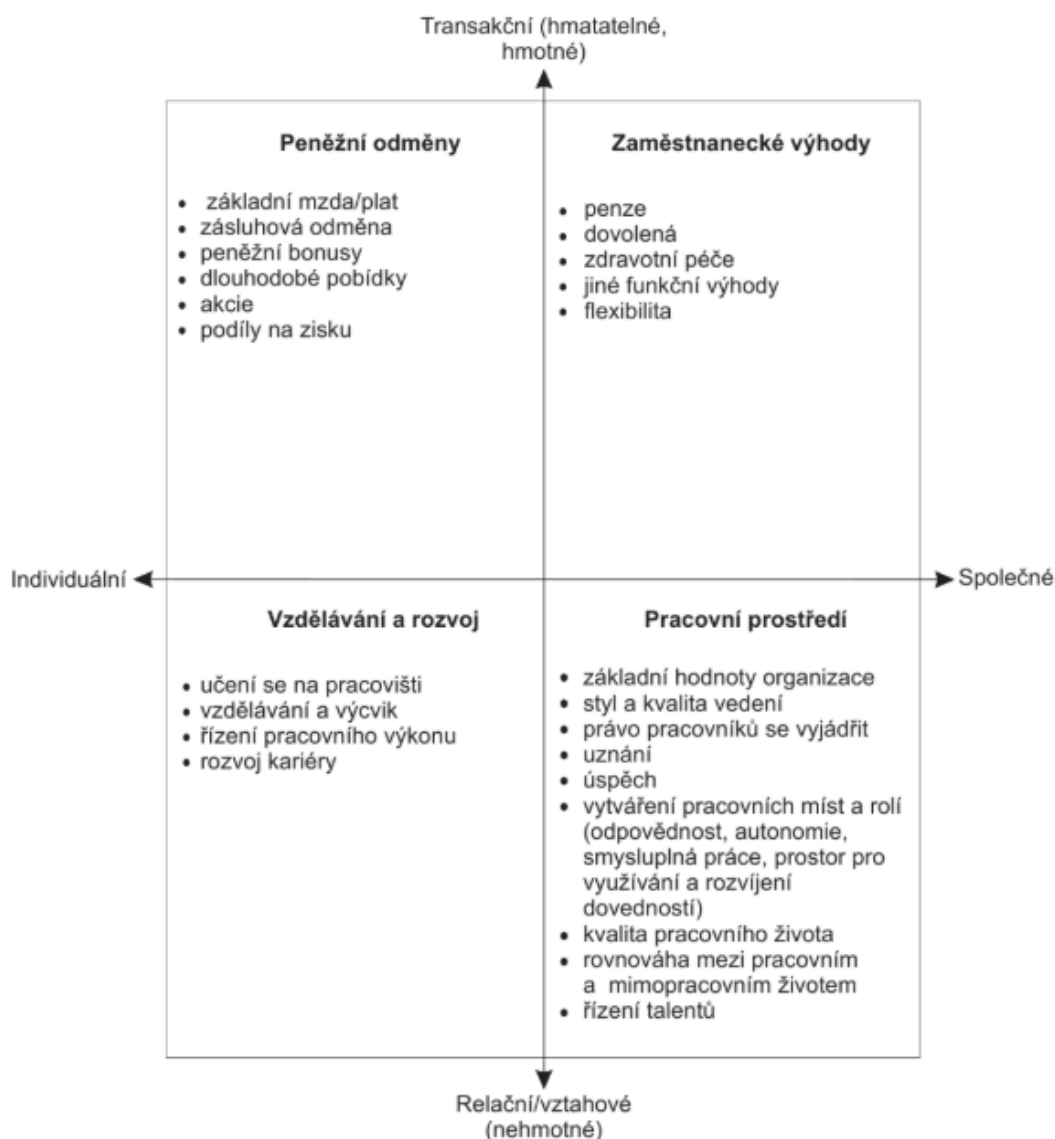 Transakční (hmatatelné,
hmotné)
Peněžní odměny
• základní mzda/plat
• zásluhová odměna
• peněžní bonusy
• dlouhodobé pobídky
• akcie
• podíly na zisku
Zaměstnanecké výhody
• penze
• dovolená
• zdravotní péče
• jiné funkční výhody
• flexibilita
Individuální
Společné
Vzdělávání a rozvoj
• učení se na pracovišti
• vzdělávání a výcvik
• řízení pracovního výkonu
• rozvoj kariéry
Pracovní prostředí
• základní hodnoty organizace
• styl a kvalita vedení
• právo pracovníků se vyjádřit
• uznání
• úspěch
• vytváření pracovních míst a rolí
(odpovědnost, autonomie,
smysluplná práce, prostor pro
využívání a rozvíjení
dovedností)
• kvalita pracovního života
• rovnováha mezi pracovním
a mimopracovním životem
• řízení talentů
Relační/vztahové
(nehmotné)